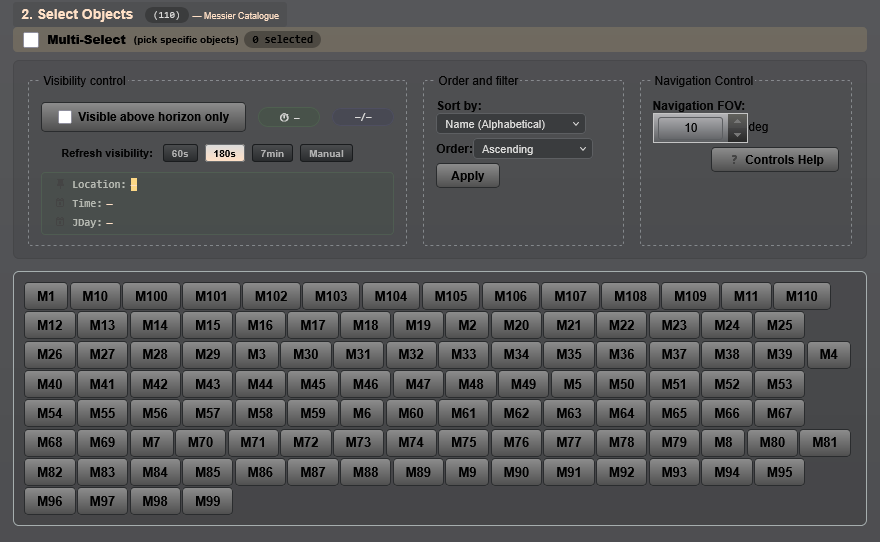 2. Select Objects (110) — Messier Catalogue
Multi-Select (pick specific objects) 0 selected
Visibility control
Visible above horizon only – –/–
Refresh visibility: 60s 180s 7min Manual
Location: –
Time: –
JDay: –
Order and filter
Sort by:
Name (Alphabetical)
Order: Ascending
Apply
Navigation Control
Navigation FOV:
10 deg
? Controls Help
M1 M10 M100 M101 M102 M103 M104 M105 M106 M107 M108 M109 M11 M110
M12 M13 M14 M15 M16 M17 M18 M19 M2 M20 M21 M22 M23 M24 M25
M26 M27 M28 M29 M3 M30 M31 M32 M33 M34 M35 M36 M37 M38 M39 M4
M40 M41 M42 M43 M44 M45 M46 M47 M48 M49 M5 M50 M51 M52 M53
M54 M55 M56 M57 M58 M59 M6 M60 M61 M62 M63 M64 M65 M66 M67
M68 M69 M7 M70 M71 M72 M73 M74 M75 M76 M77 M78 M79 M8 M80 M81
M82 M83 M84 M85 M86 M87 M88 M89 M9 M90 M91 M92 M93 M94 M95
M96 M97 M98 M99